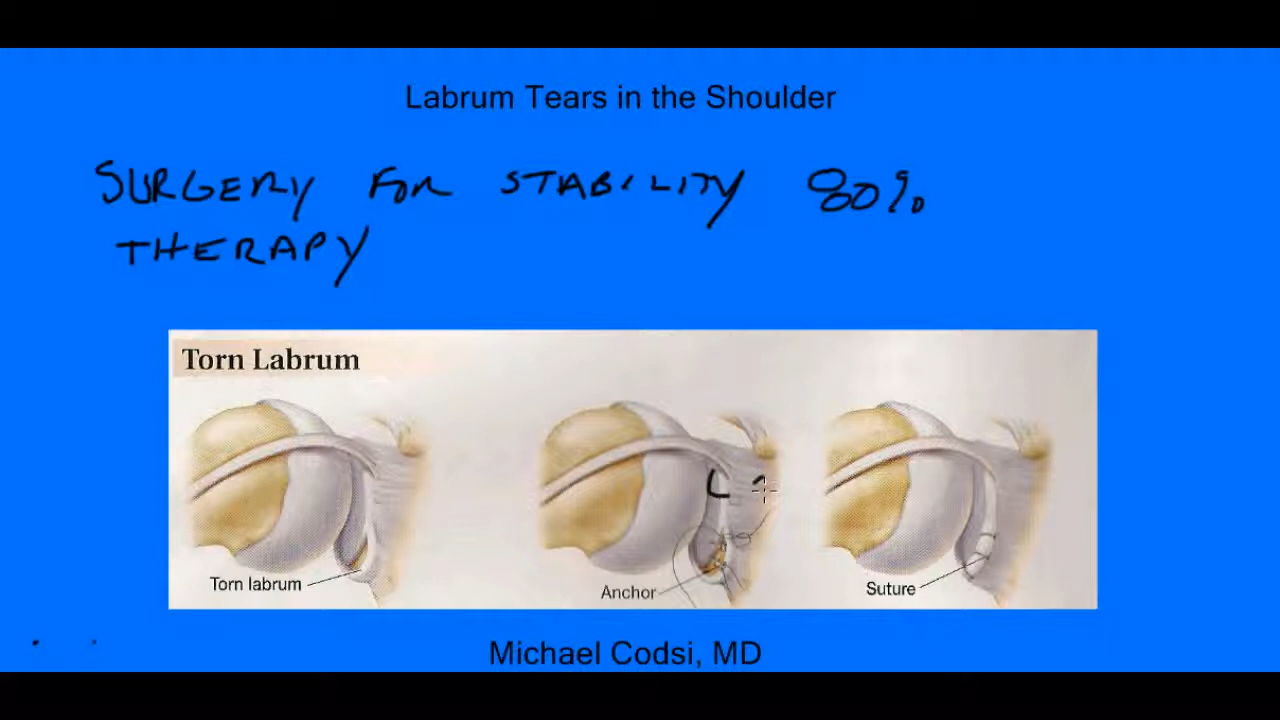 Labrum Tears in the Shoulder
SURGERY FOR STABILITY 80%
THERAPY
Torn Labrum
Torn labrum
Anchor
Suture
Michael Codsi, MD